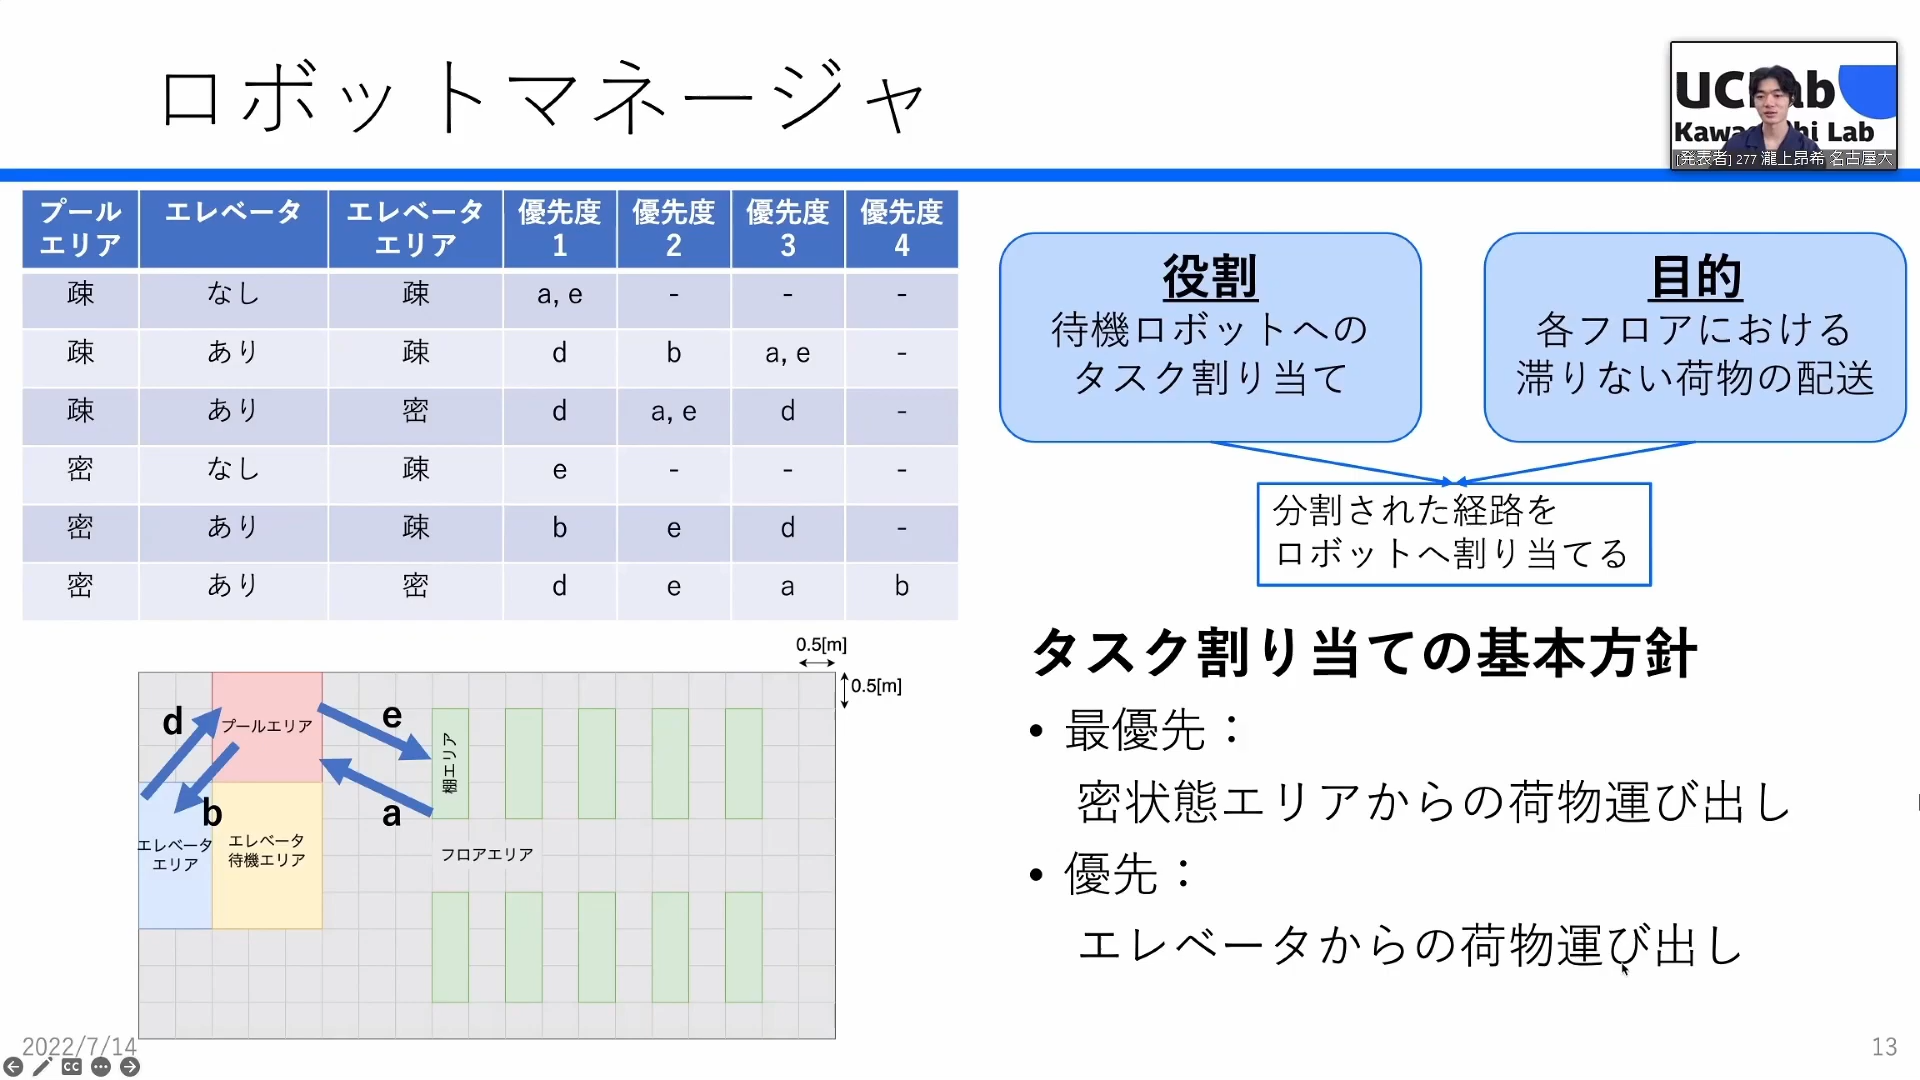 ロボットマネージャ
Kawa
hi Lab
[発表者] 277 瀧上昂希 名古屋大
プール
エリア
エレベータ
エレベータ
エリア
優先度
1
優先度
2
優先度
3
優先度
4
疎 なし 疎 a, e - - -
疎 あり 疎 d b a, e -
疎 あり 密 d a, e d -
密 なし 疎 e - - -
密 あり 疎 b e d -
密 あり 密 d e a b
役割
待機ロボットへの
タスク割り当て
目的
各フロアにおける
滞りない荷物の配送
分割された経路を
ロボットへ割り当てる
タスク割り当ての基本方針
• 最優先：
密状態エリアからの荷物運び出し
• 優先：
エレベータからの荷物運び出し
0.5[m]
0.5[m]
d
プールエリア
e
棚エリア
b
a
エレベータ
エリア
エレベータ
待機エリア
フロアエリア
2022/7/14
CC
13